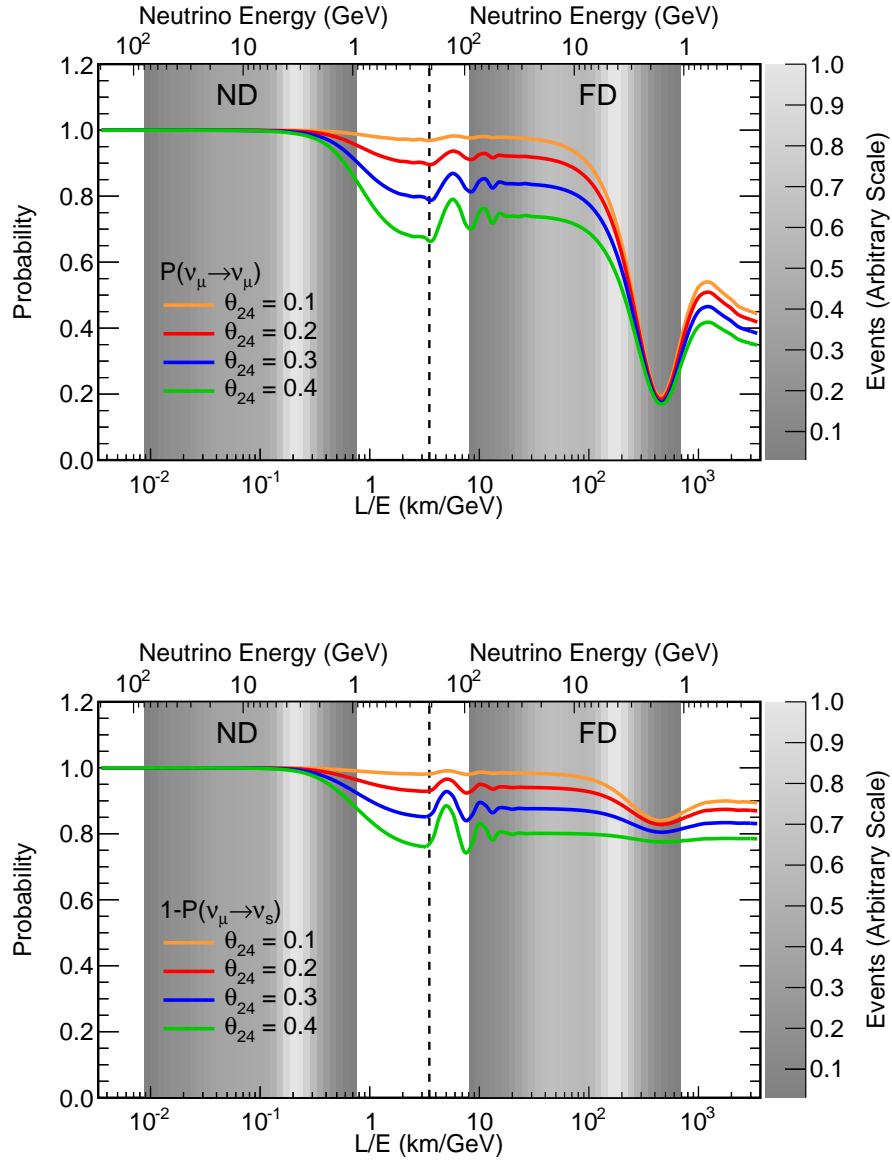 Neutrino Energy (GeV) Neutrino Energy (GeV)
10² 10 1 10² 10 1
1.2 1.0 0.8 0.6 0.4 0.2 0.0
Probability
ND FD
P(ν_μ→ν_μ)
θ₂₄ = 0.1
θ₂₄ = 0.2
θ₂₄ = 0.3
θ₂₄ = 0.4
10⁻² 10⁻¹ 1 10 10² 10³
L/E (km/GeV)
1.0 0.9 0.8 0.7 0.6 0.5 0.4 0.3 0.2 0.1
Events (Arbitrary Scale)
Neutrino Energy (GeV) Neutrino Energy (GeV)
10² 10 1 10² 10 1
1.2 1.0 0.8 0.6 0.4 0.2 0.0
Probability
ND FD
1-P(ν_μ→ν_s)
θ₂₄ = 0.1
θ₂₄ = 0.2
θ₂₄ = 0.3
θ₂₄ = 0.4
10⁻² 10⁻¹ 1 10 10² 10³
L/E (km/GeV)
1.0 0.9 0.8 0.7 0.6 0.5 0.4 0.3 0.2 0.1
Events (Arbitrary Scale)